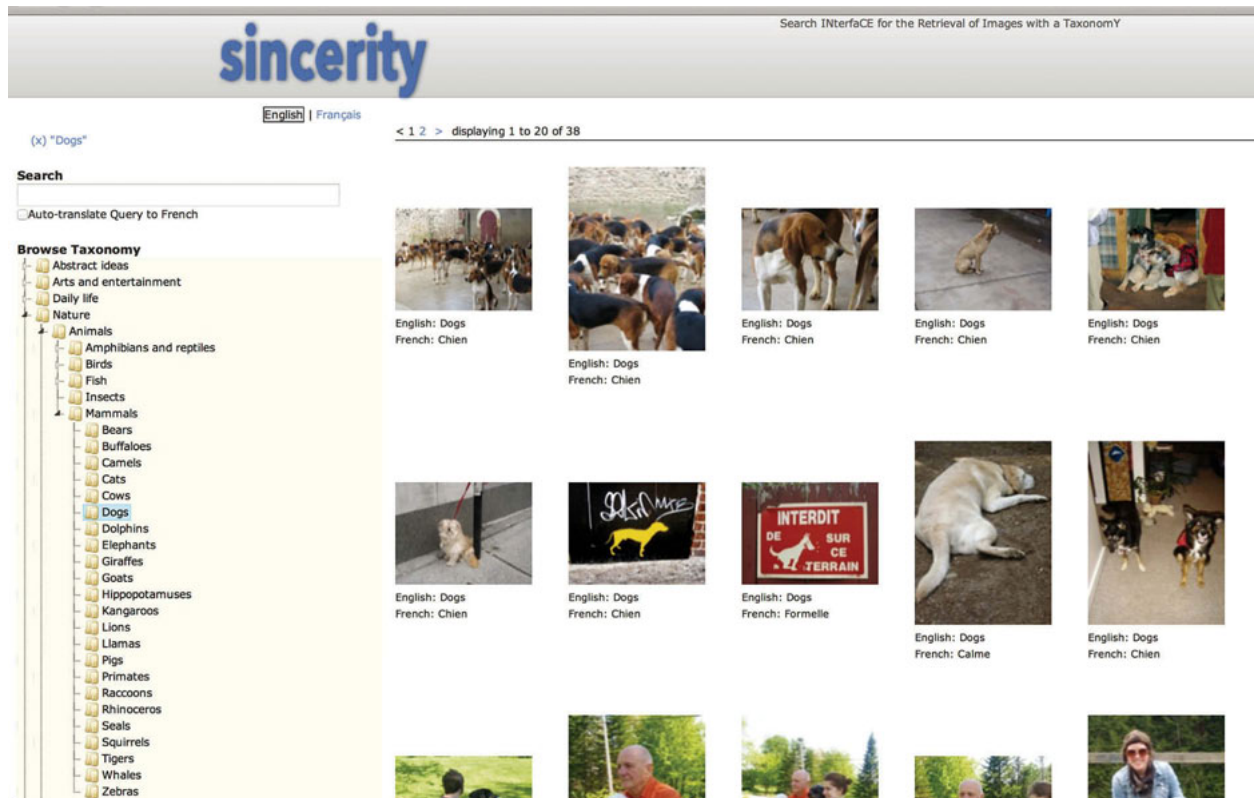 sincerity
Search INterfaCE for the Retrieval of Images with a TaxonomY
English | Français
(x) "Dogs"
Search
Auto-translate Query to French
Browse Taxonomy
Abstract ideas
Arts and entertainment
Daily life
Nature
Animals
Amphibians and reptiles
Birds
Fish
Insects
Mammals
Bears
Buffaloes
Camels
Cats
Cows
Dogs
Dolphins
Elephants
Giraffes
Goats
Hippopotamuses
Kangaroos
Lions
Llamas
Pigs
Primates
Raccoons
Rhinoceros
Seals
Squirrels
Tigers
Whales
Zebras
< 1 2 > displaying 1 to 20 of 38
English: Dogs
French: Chien
English: Dogs
French: Chien
English: Dogs
French: Chien
English: Dogs
French: Chien
English: Dogs
French: Chien
English: Dogs
French: Chien
English: Dogs
French: Chien
INTERDIT
DE SUR
CE
TERRAIN
English: Dogs
French: Formelle
English: Dogs
French: Calme
English: Dogs
French: Chien